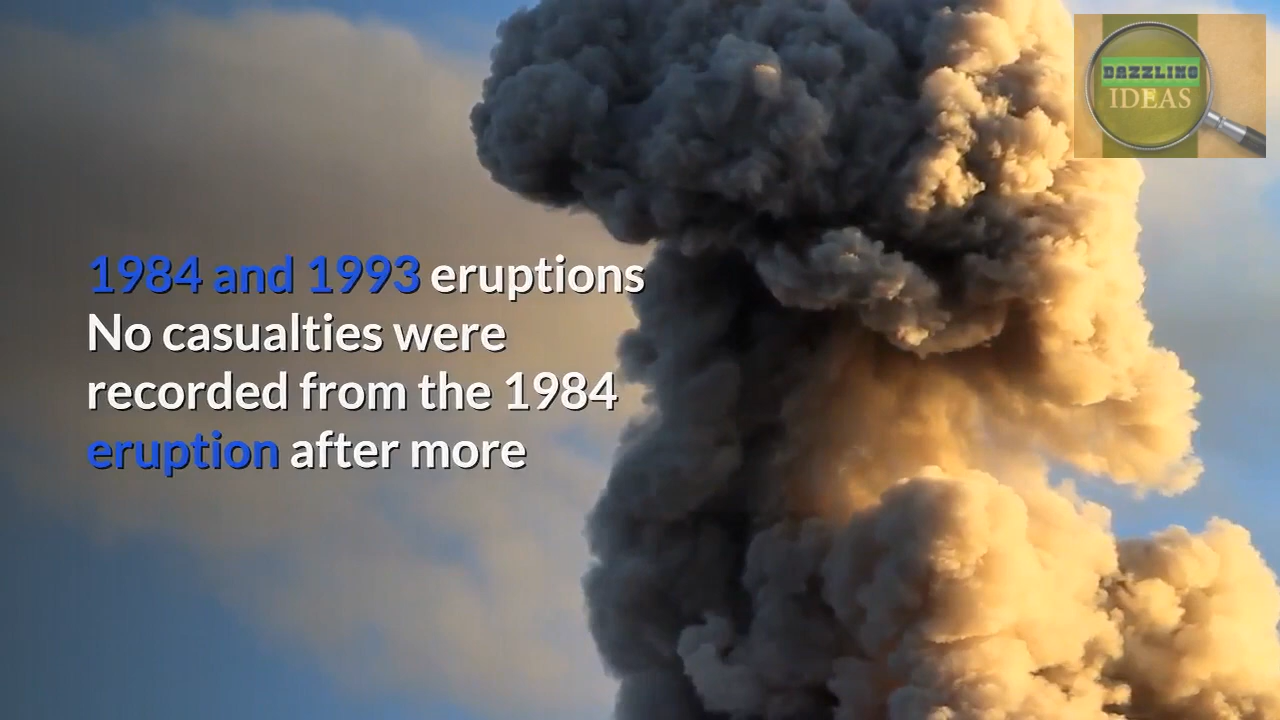 DAZZLING
IDEAS
1984 and 1993 eruptions
No casualties were
recorded from the 1984
eruption after more